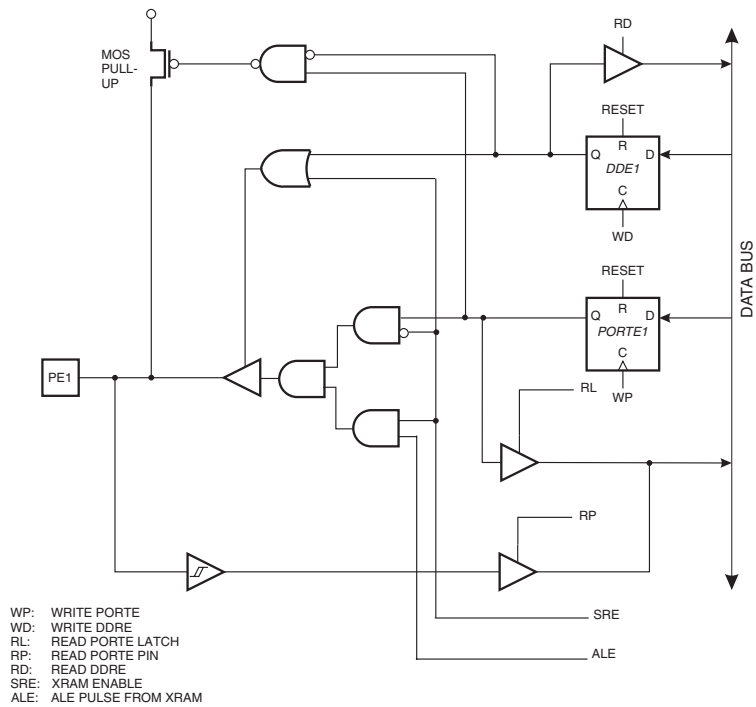 RD
MOS
PULL-
UP
RESET
R
Q
D
DDE1
C
WD
DATA BUS
RESET
R
Q
D
PORTE1
C
WP
PE1
RL
RP
SRE
ALE
WP: WRITE PORTE
WD: WRITE DDRE
RL: READ PORTE LATCH
RP: READ PORTE PIN
RD: READ DDRE
SRE: XRAM ENABLE
ALE: ALE PULSE FROM XRAM